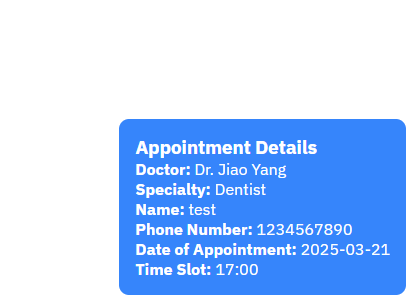 Appointment Details
Doctor: Dr. Jiao Yang
Specialty: Dentist
Name: test
Phone Number: 1234567890
Date of Appointment: 2025-03-21
Time Slot: 17:00